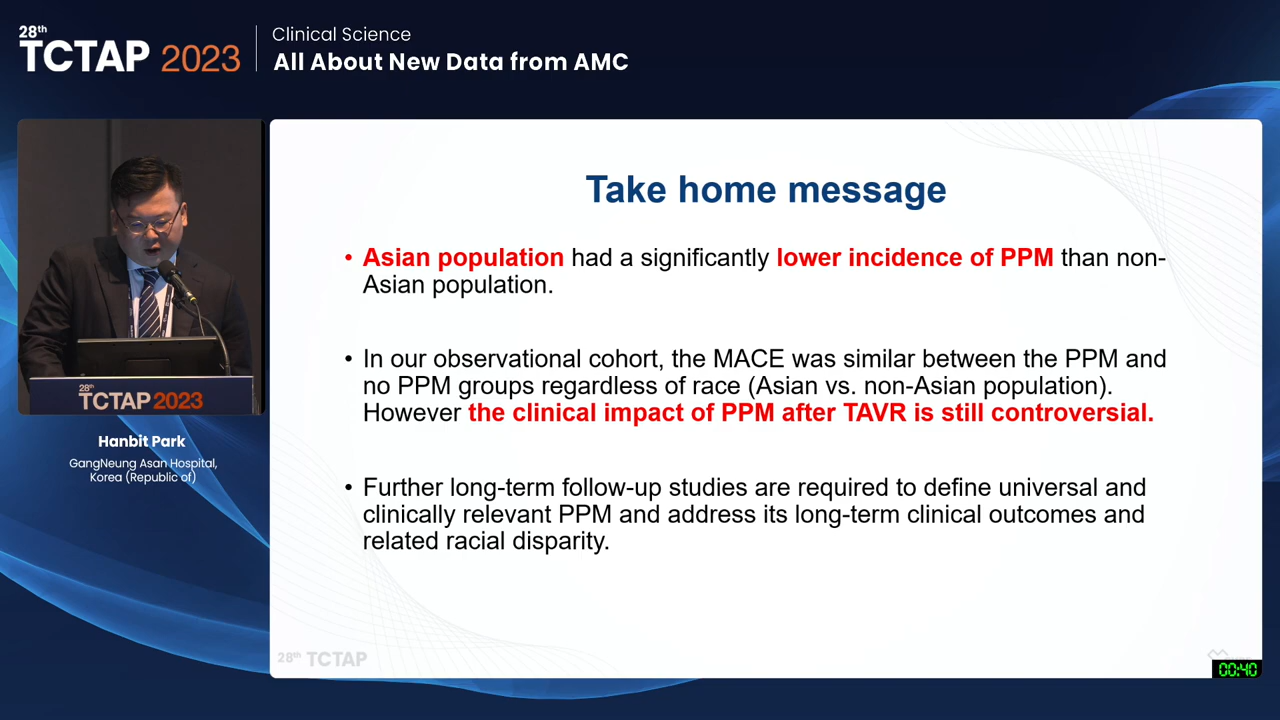 28th
TCTAP 2023
Clinical Science
All About New Data from AMC
28th
TCTAP 2023
Hanbit Park
GangNeung Asan Hospital,
Korea (Republic of)
Take home message
• Asian population had a significantly lower incidence of PPM than non-
Asian population.
• In our observational cohort, the MACE was similar between the PPM and
no PPM groups regardless of race (Asian vs. non-Asian population).
However the clinical impact of PPM after TAVR is still controversial.
• Further long-term follow-up studies are required to define universal and
clinically relevant PPM and address its long-term clinical outcomes and
related racial disparity.
28th TCTAP
00:40